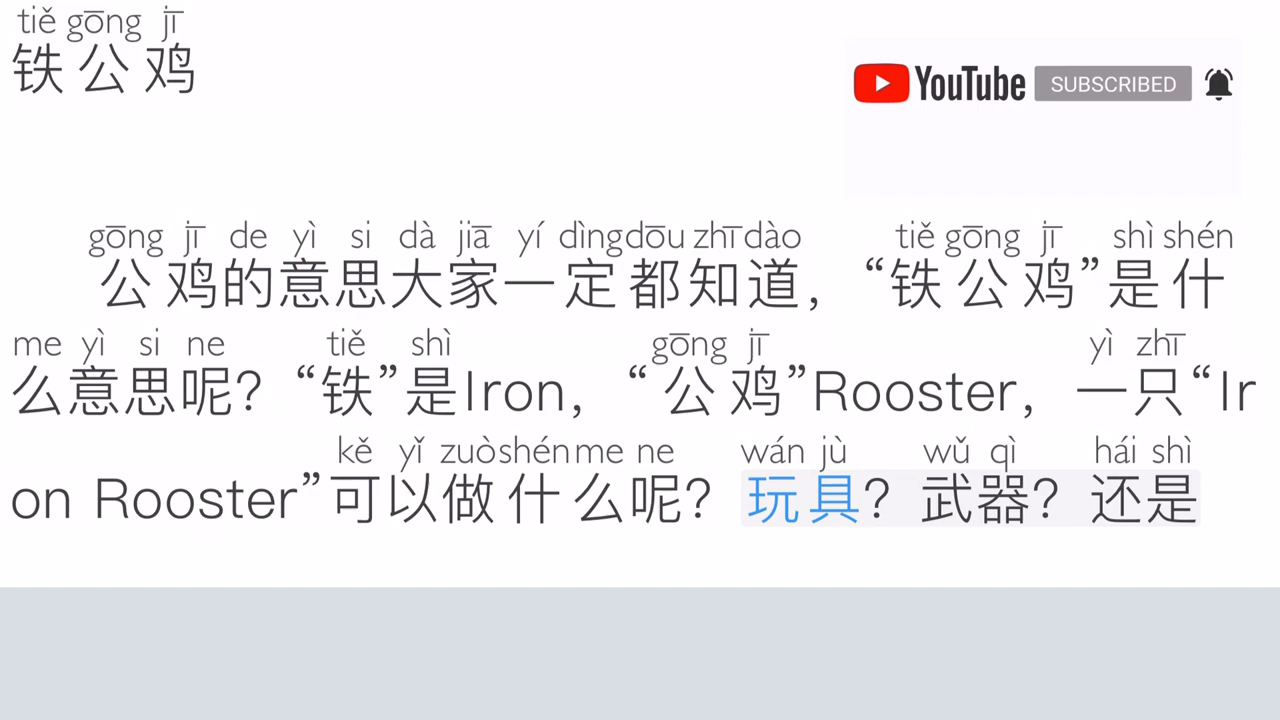 tiě gōng jī
铁公鸡
YouTube SUBSCRIBED
gōng jī de yì si dà jiā yí dìng dōu zhī dào tiě gōng jī shì shén
公鸡的意思大家一定都知道，“铁公鸡”是什
me yì si ne tiě shì gōng jī yì zhī
么意思呢？“铁”是Iron，“公鸡”Rooster，一只“Ir
kě yǐ zuò shén me ne wán jù wǔ qì hái shì
on Rooster”可以做什么呢？玩具？武器？还是